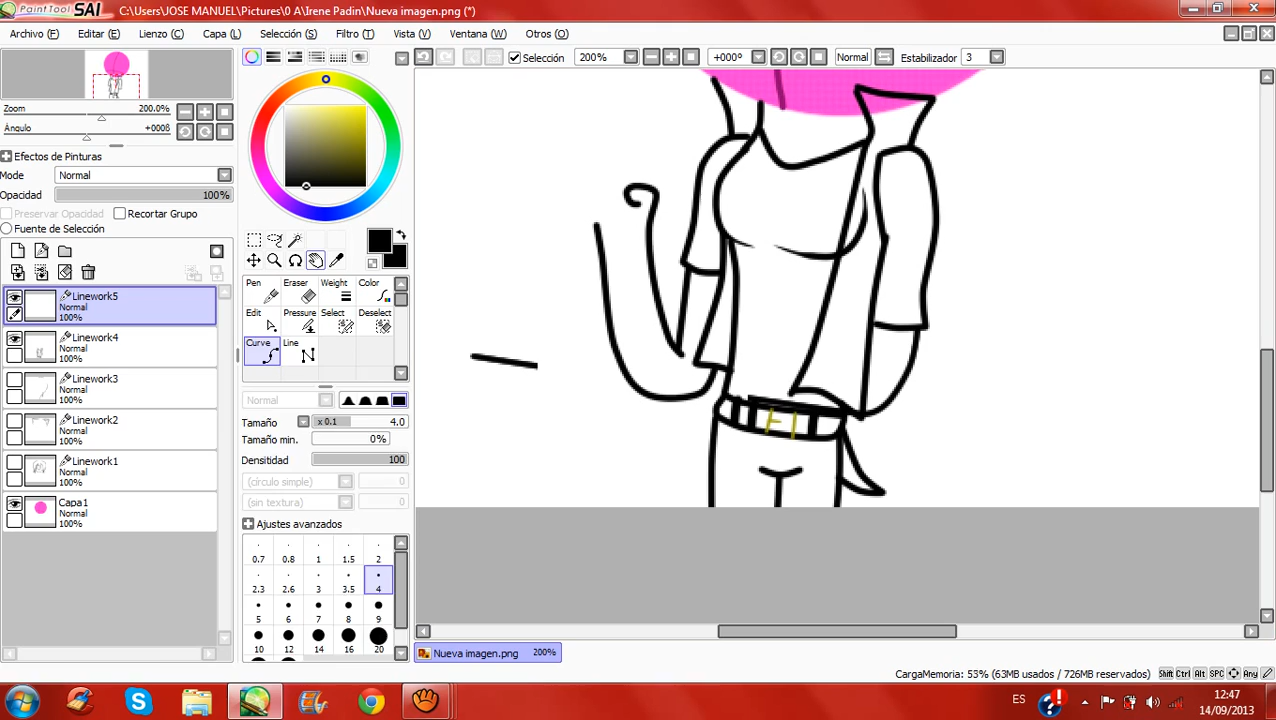 PaintTool SAI C:\Users\JOSE MANUEL\Pictures\0 A\Irene Padin\Nueva imagen.png (*)
Archivo (F) Editar (E) Lienzo (C) Capa (L) Selección (S) Filtro (T) Vista (V) Ventana (W) Otros (O)
Selección 200% +000º Normal Estabilizador 3
Zoom 200.0%
Ángulo +000ß
Efectos de Pinturas
Mode Normal
Opacidad 100%
Preservar Opacidad Recortar Grupo
Fuente de Selección
Linework5
Normal
100%
Linework4
Normal
100%
Linework3
Normal
100%
Linework2
Normal
100%
Linework1
Normal
100%
Capa1
Normal
100%
Pen Eraser Weight Color
Edit Pressure Select Deselect
Curve Line
Normal
Tamaño x 0.1 4.0
Tamaño min. 0%
Densitidad 100
(círculo simple) 0
(sin textura) 0
Ajustes avanzados
0.7 0.8 1 1.5 2
2.3 2.6 3 3.5 4
5 6 7 8 9
10 12 14 16 20
Nueva imagen.png 200%
CargaMemoria: 53% (63MB usados / 726MB reservados) Shift Ctrl Alt SPC Any
ES 12:47
14/09/2013